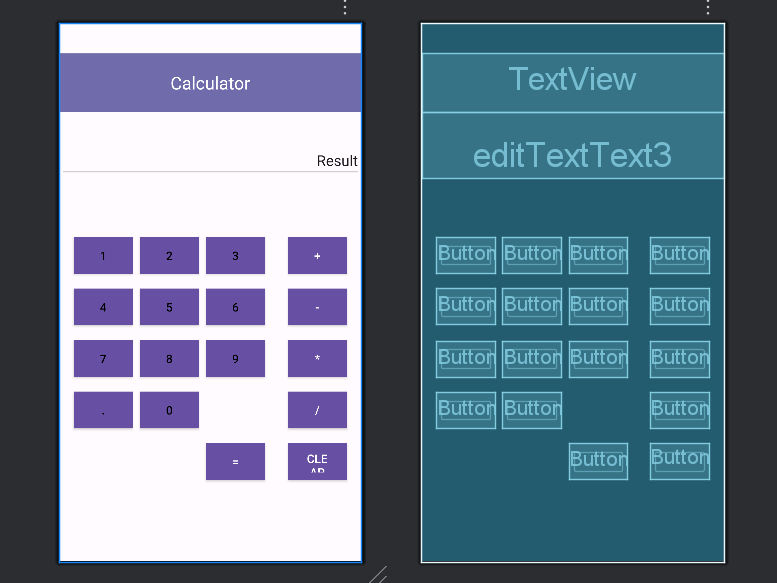 Calculator
Result
1 2 3 +
4 5 6 -
7 8 9 *
. 0 /
= CLE
AR
TextView
editTextText3
Button Button Button Button
Button Button Button Button
Button Button Button Button
Button Button Button
Button Button